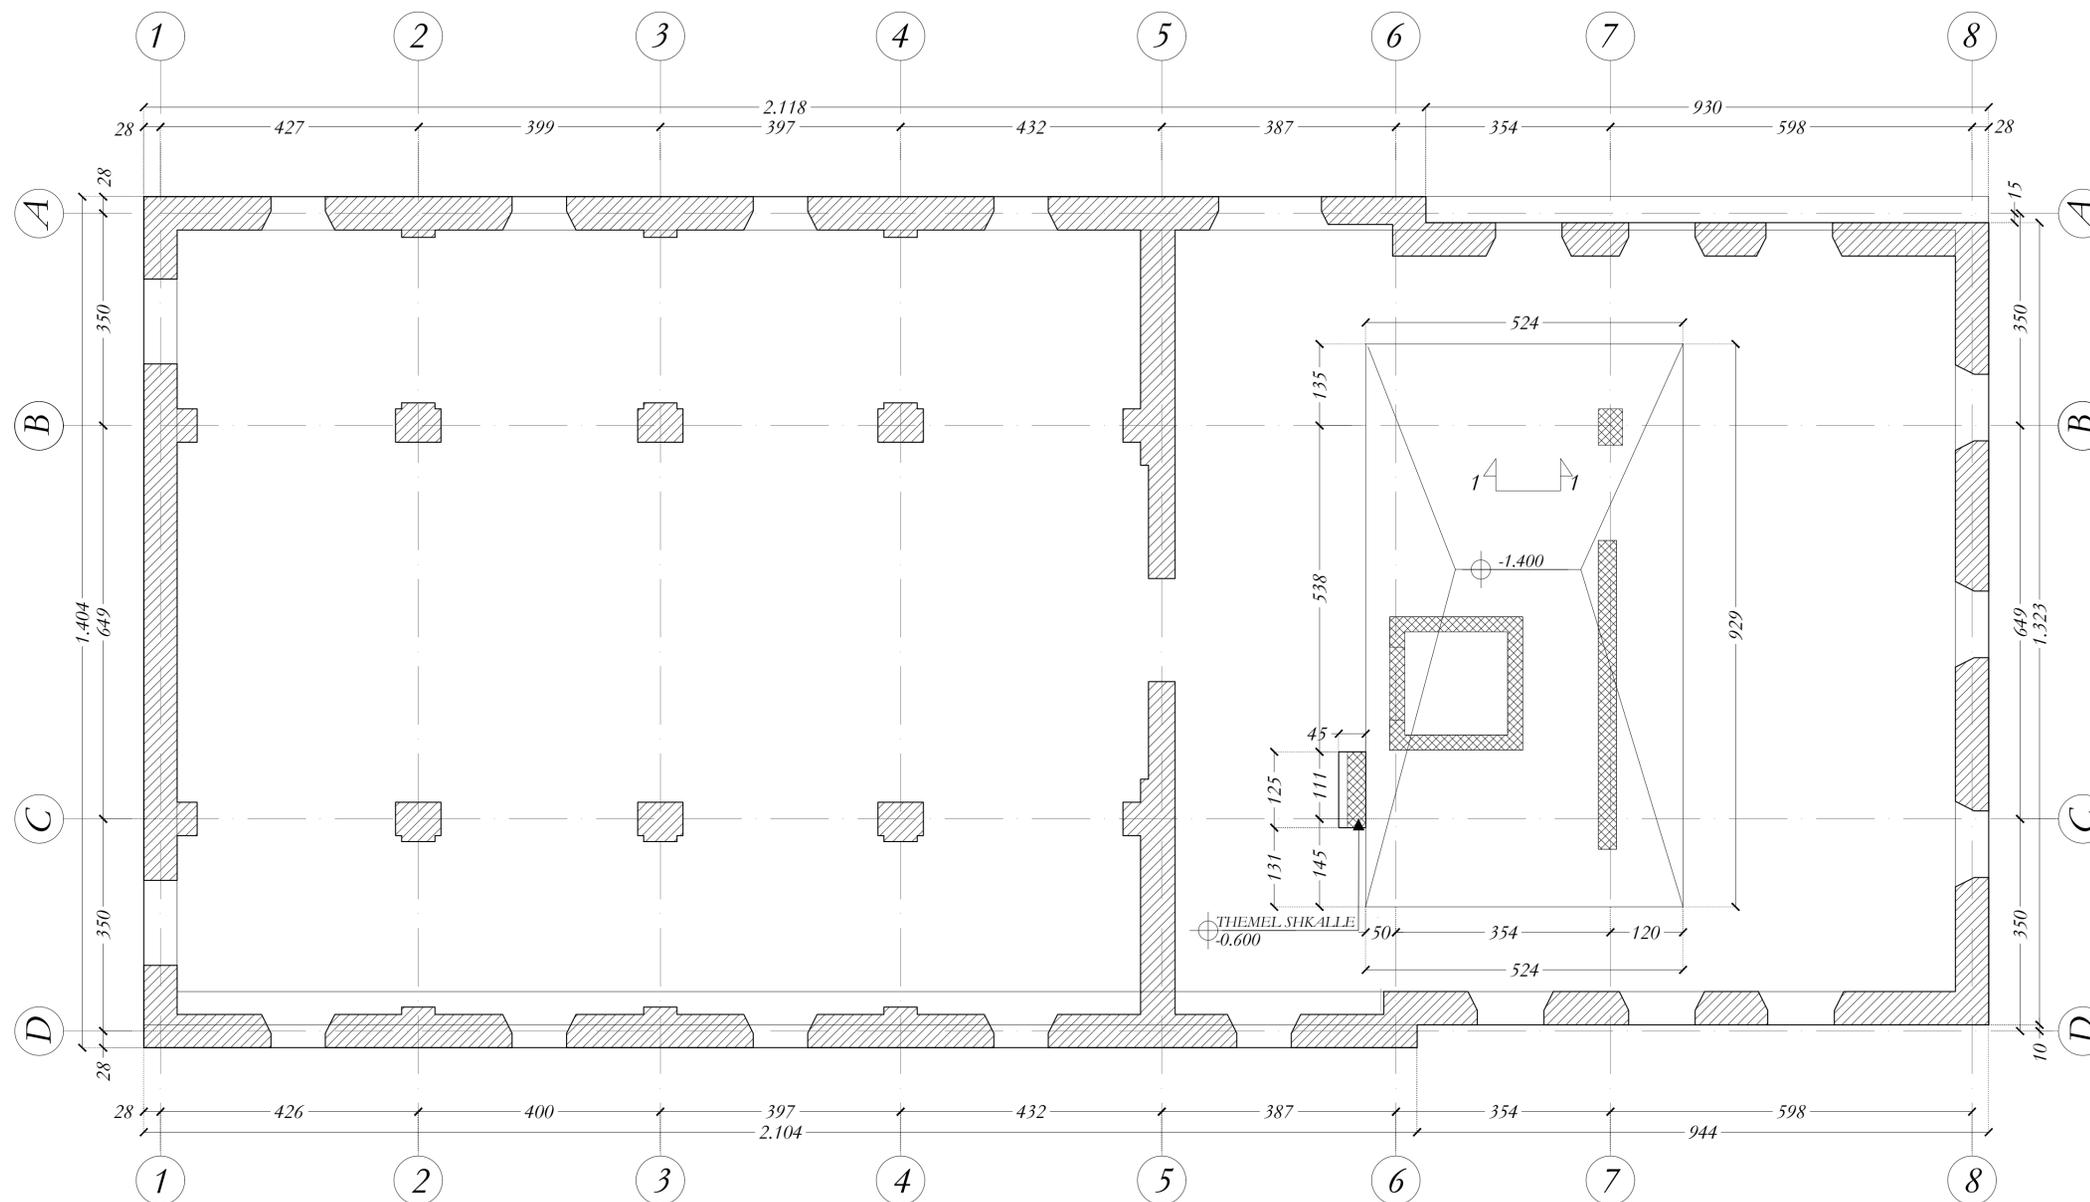 1 2 3 4 5 6 7 8
2.118 930
28 427 399 397 432 387 354 598 28
28
15
A A
350 350
524
135
B B
1 1
-1.400
538
929
1.404 649
649 1.323
45
125 111
C C
131 145
THEMEL SHKALLE
-0.600
50 354 120
350 350
524
D D
28
10
28 426 400 397 432 387 354 598
2.104 944
1 2 3 4 5 6 7 8